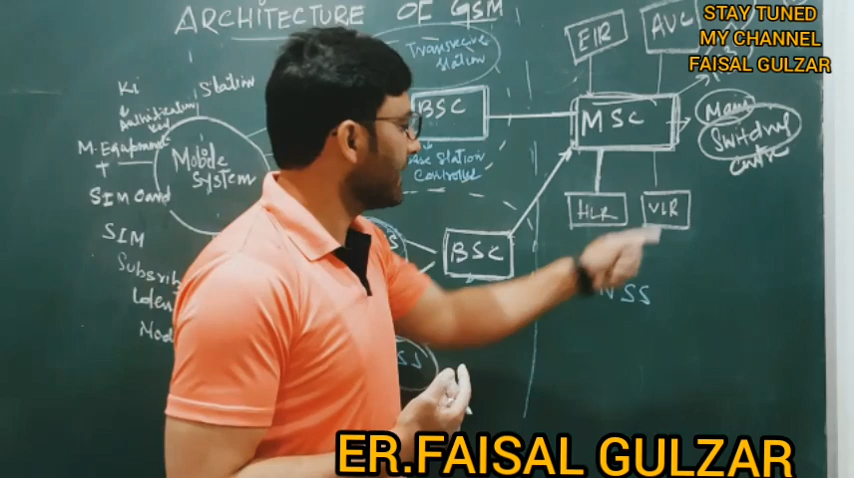 ARCHITECTURE OF GSM
STAY TUNED
MY CHANNEL
FAISAL GULZAR
EIR
AUC
Transceive
Station
Ki
Station
BSC
MSC
Main
Switching
centre
M. Equipment
+
SIM Card
Mobile
System
Station
Controller
HLR
VLR
SIM
BSC
NSS
ER.FAISAL GULZAR